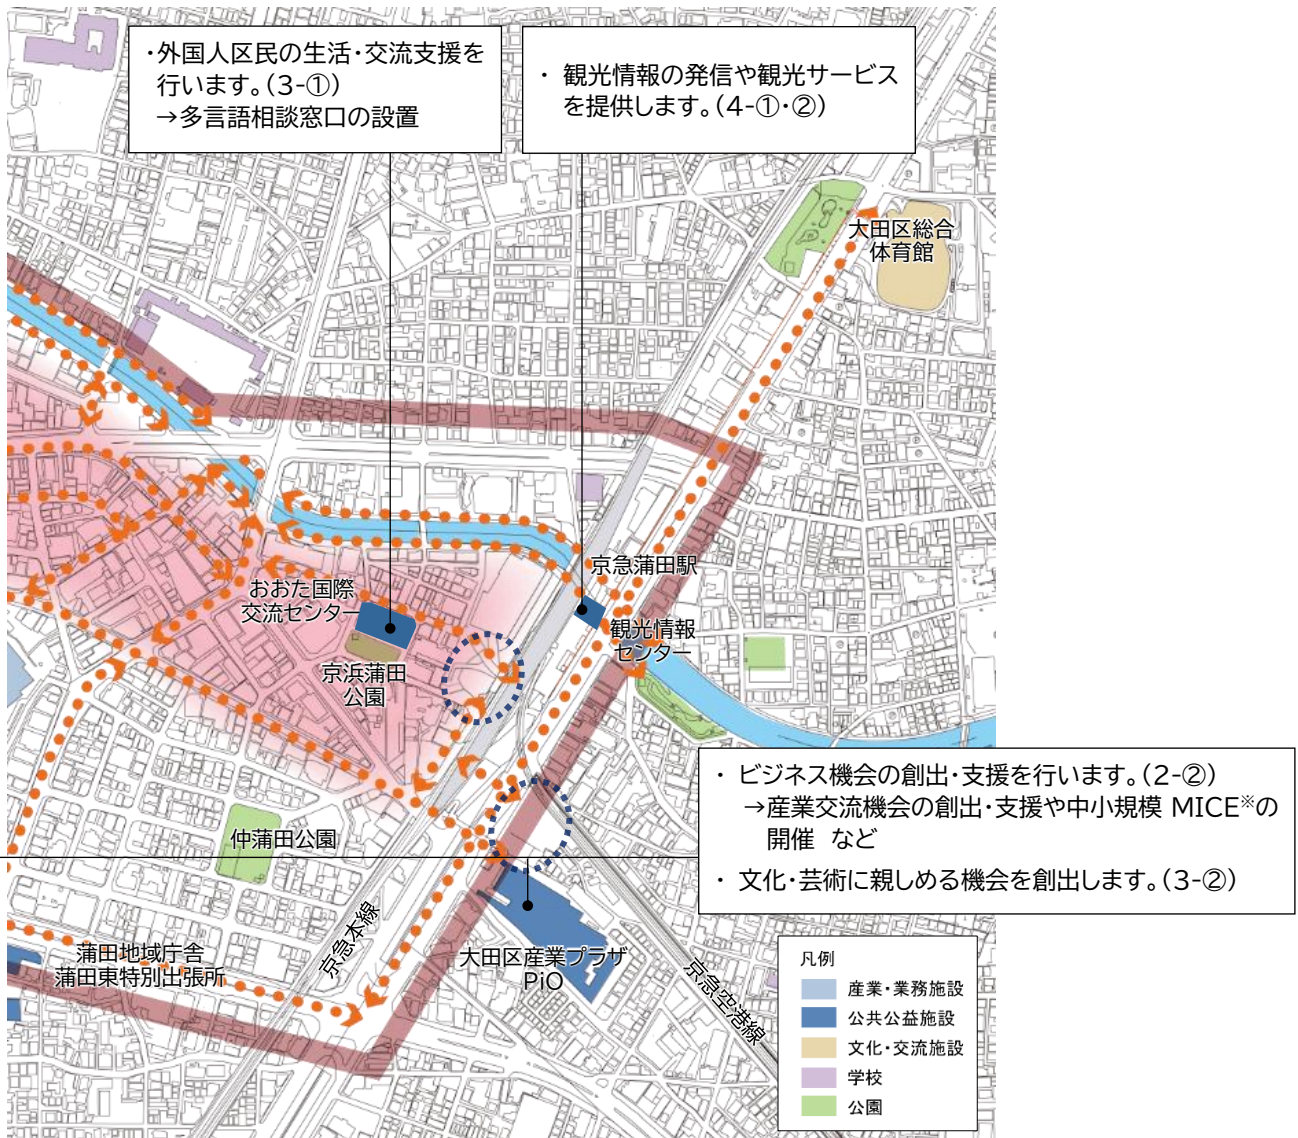 ・外国人区民の生活・交流支援を
行います。(3-①)
→多言語相談窓口の設置
・ 観光情報の発信や観光サービス
を提供します。(4-①・②)
大田区総合
体育館
京急蒲田駅
おおた国際
交流センター
観光情報
センター
京浜蒲田
公園
・ ビジネス機会の創出・支援を行います。(2-②)
→産業交流機会の創出・支援や中小規模 MICE※の
開催 など
・ 文化・芸術に親しめる機会を創出します。(3-②)
仲蒲田公園
京急本線
蒲田地域庁舎
蒲田東特別出張所
大田区産業プラザ
PiO
京急空港線
凡例
産業・業務施設
公共公益施設
文化・交流施設
学校
公園